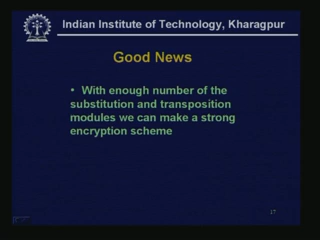 Indian Institute of Technology, Kharagpur
Good News
• With enough number of the
substitution and transposition
modules we can make a strong
encryption scheme
17